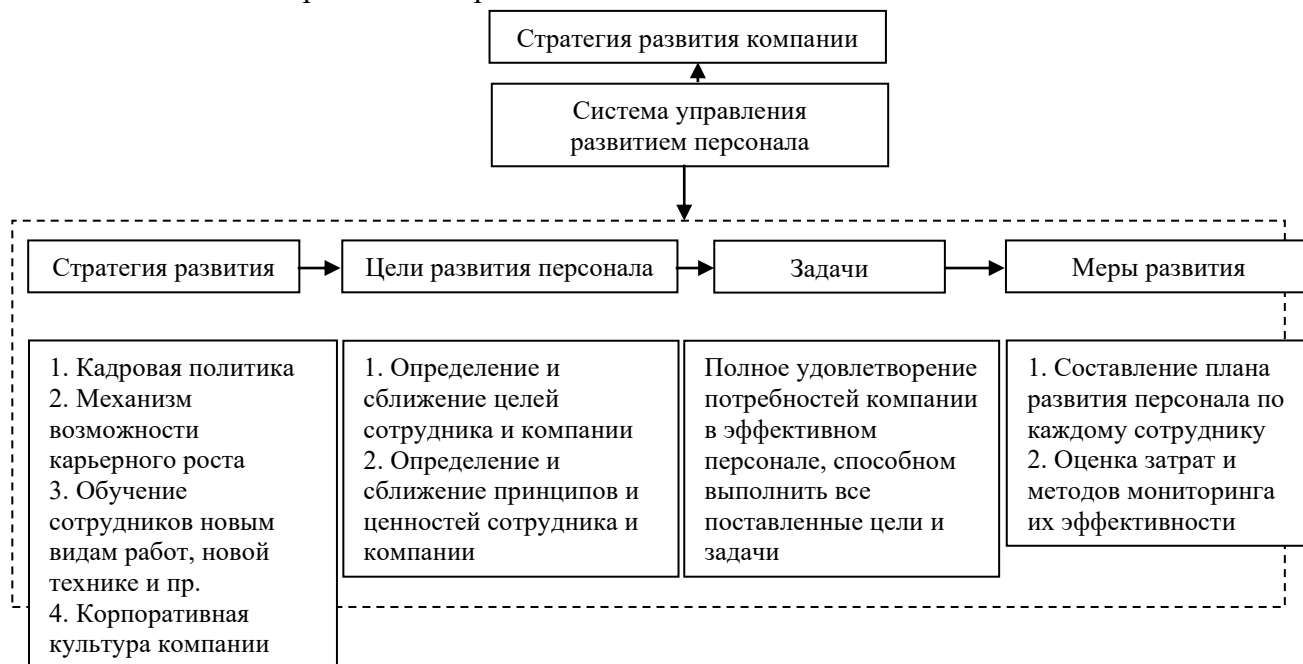 Стратегия развития компании
Система управления
развитием персонала
Стратегия развития
Цели развития персонала
Задачи
Меры развития
1. Кадровая политика
2. Механизм
возможности
карьерного роста
3. Обучение
сотрудников новым
видам работ, новой
технике и пр.
4. Корпоративная
культура компании
1. Определение и
сближение целей
сотрудника и компании
2. Определение и
сближение принципов и
ценностей сотрудника и
компании
Полное удовлетворение
потребностей компании
в эффективном
персонале, способном
выполнить все
поставленные цели и
задачи
1. Составление плана
развития персонала по
каждому сотруднику
2. Оценка затрат и
методов мониторинга
их эффективности